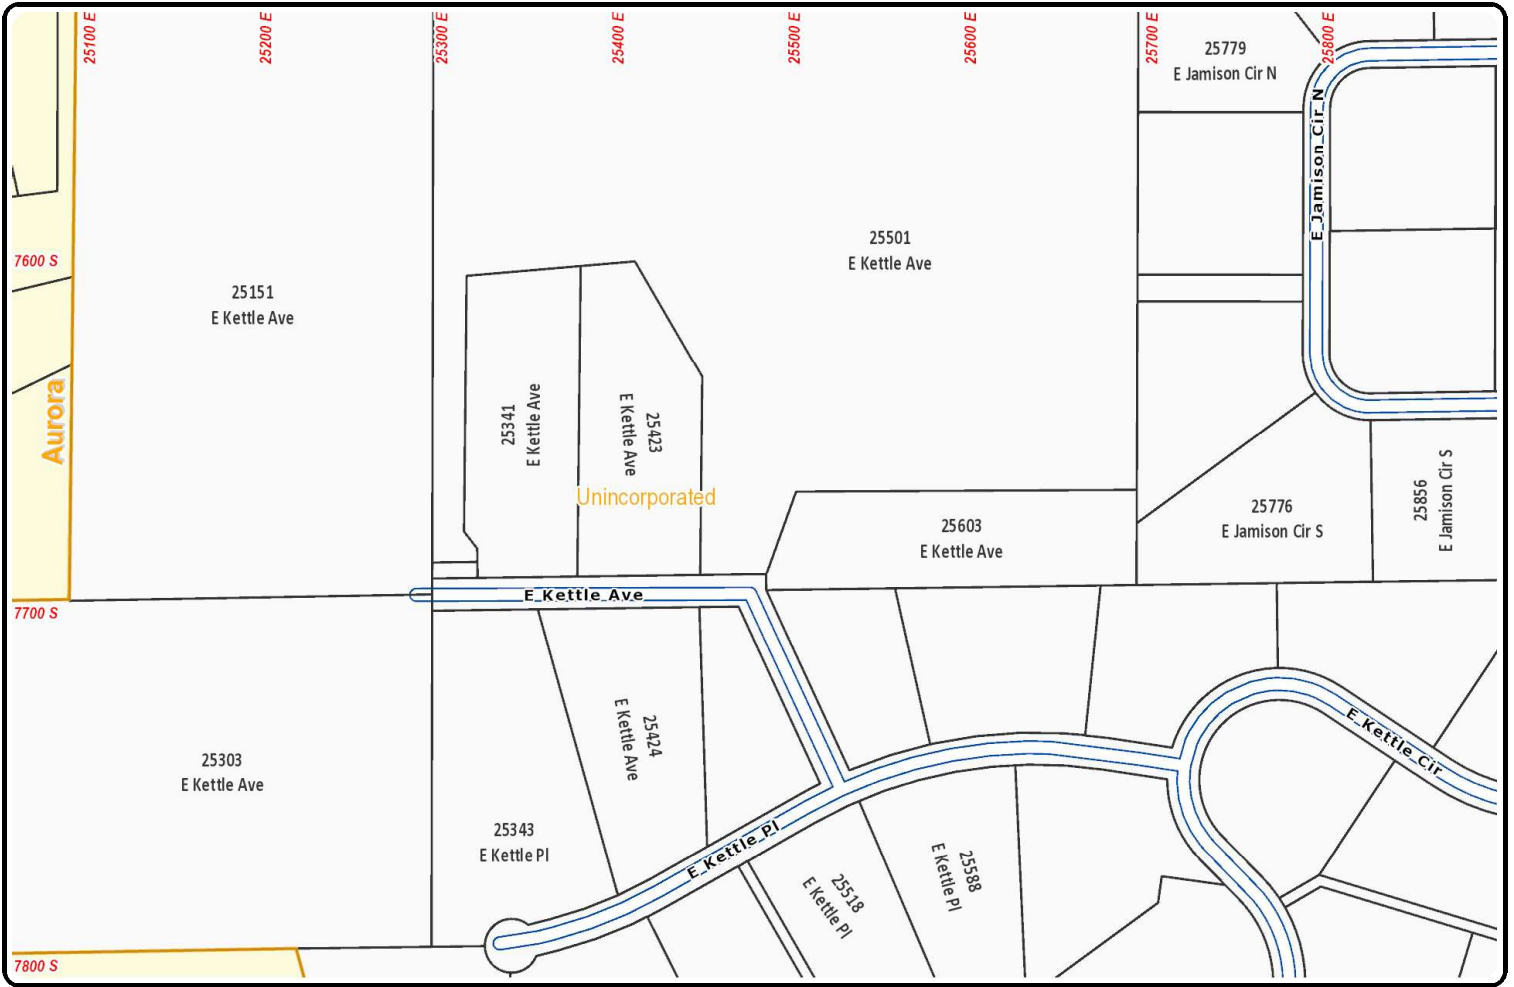 25100 E
25200 E
25300 E
25400 E
25500 E
25600 E
25700 E
25800 E
25779
E Jamison Cir N
E Jamison Cir N
25501
E Kettle Ave
7600 S
25151
E Kettle Ave
Aurora
25341
E Kettle Ave
25423
E Kettle Ave
Unincorporated
25603
E Kettle Ave
25776
E Jamison Cir S
25856
E Jamison Cir S
E Kettle Ave
7700 S
25424
E Kettle Ave
E Kettle Cir
25303
E Kettle Ave
25343
E Kettle Pl
E Kettle Pl
25518
E Kettle Pl
25588
E Kettle Pl
7800 S